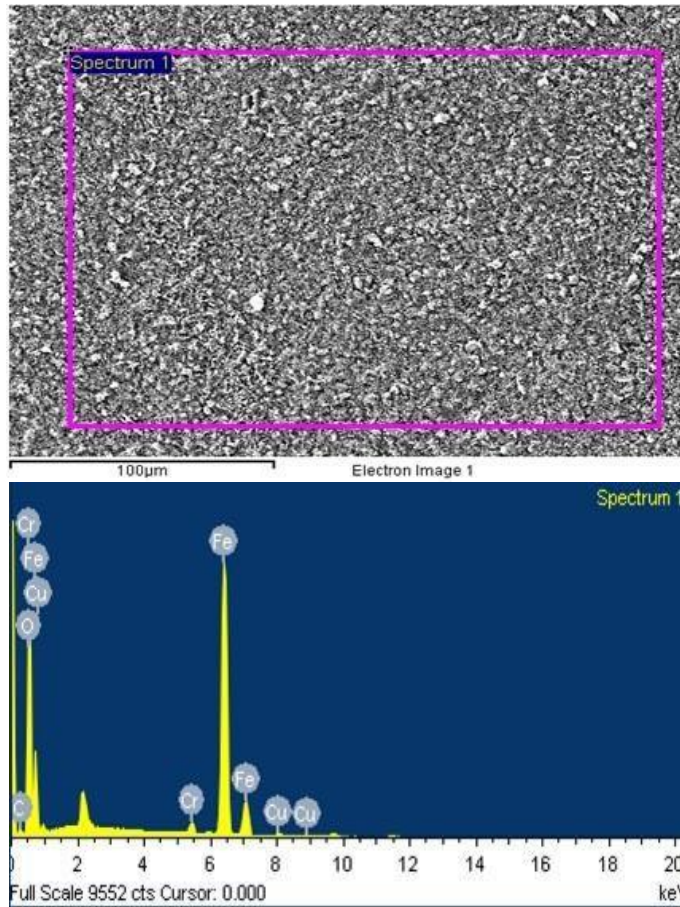 Spectrum 1
100µm Electron Image 1
Spectrum 1
Cr
Fe
Fe
Cu
O
Fe
C
Cr
Cu
Cu
0 2 4 6 8 10 12 14 16 18 20
Full Scale 9552 cts Cursor: 0.000 keV